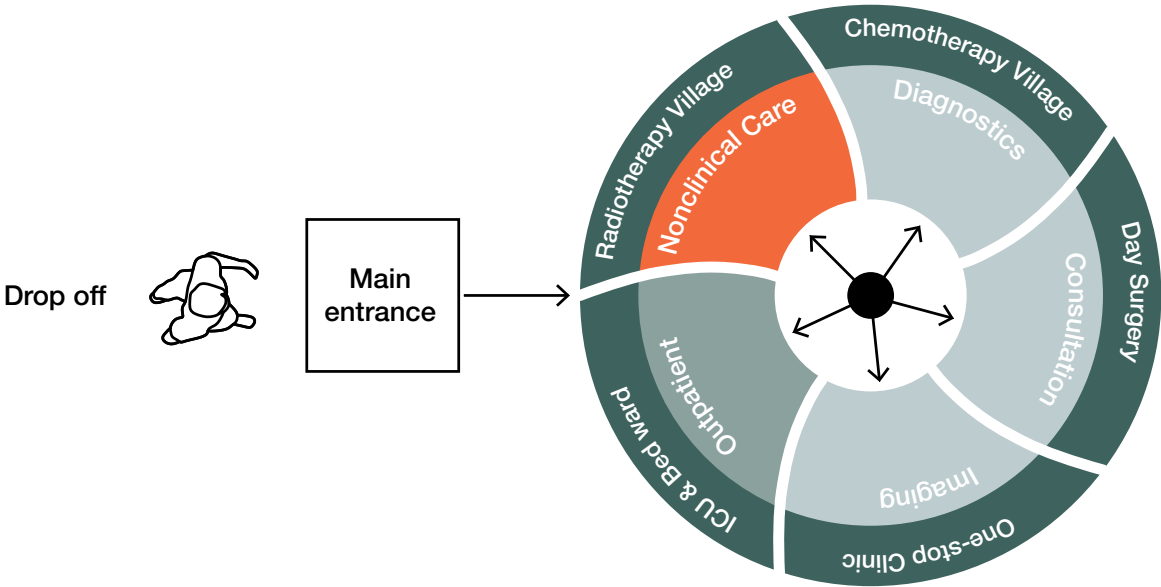 Drop off
Main
entrance
Radiotherapy Village
Nonclinical Care
Chemotherapy Village
Diagnostics
Day Surgery
Consultation
One-stop Clinic
Imaging
ICU & Bed ward
Outpatient